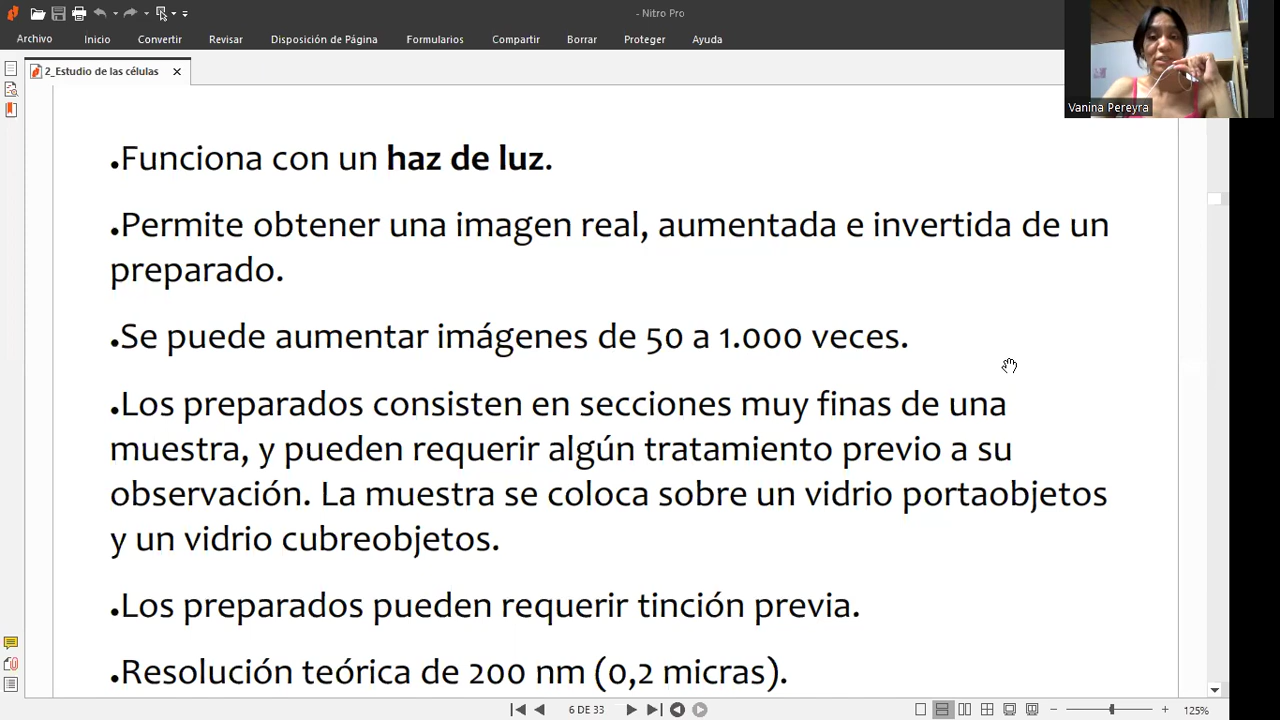 - Nitro Pro
Archivo Inicio Convertir Revisar Disposición de Página Formularios Compartir Borrar Proteger Ayuda
2_Estudio de las células
Vanina Pereyra
•Funciona con un haz de luz.
•Permite obtener una imagen real, aumentada e invertida de un
preparado.
•Se puede aumentar imágenes de 50 a 1.000 veces.
•Los preparados consisten en secciones muy finas de una
muestra, y pueden requerir algún tratamiento previo a su
observación. La muestra se coloca sobre un vidrio portaobjetos
y un vidrio cubreobjetos.
•Los preparados pueden requerir tinción previa.
•Resolución teórica de 200 nm (0,2 micras).
6 DE 33
125%